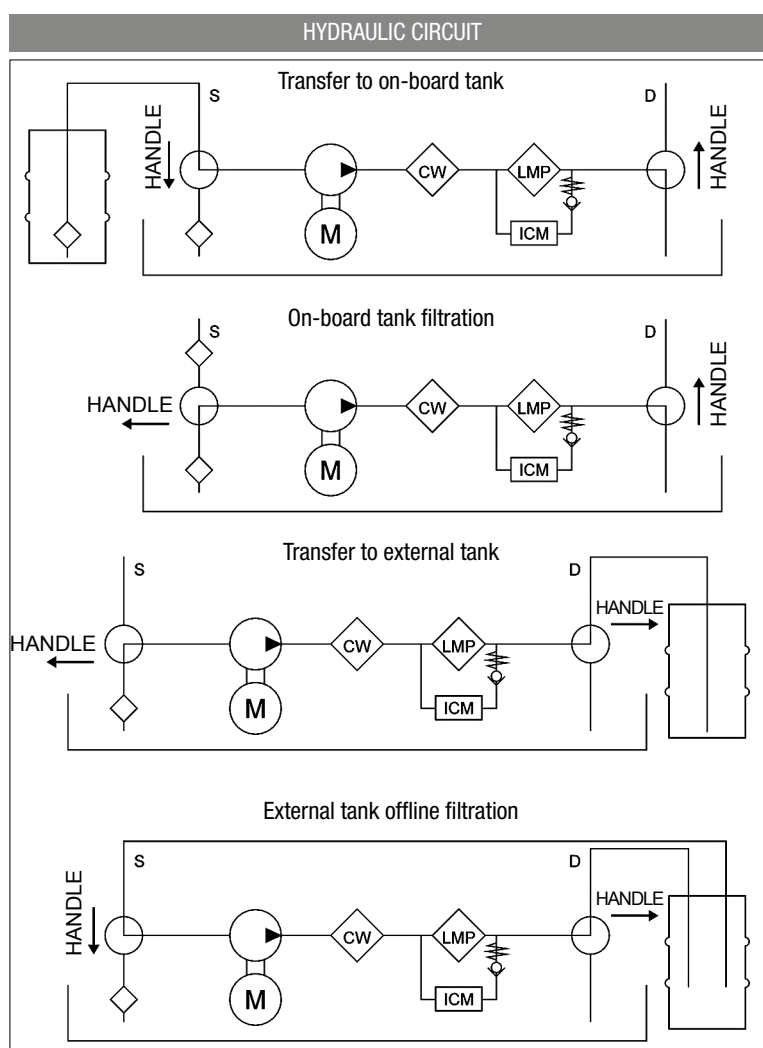 HYDRAULIC CIRCUIT
Transfer to on-board tank
S
D
HANDLE
HANDLE
CW
LMP
M
ICM
On-board tank filtration
S
D
HANDLE
HANDLE
CW
LMP
M
ICM
Transfer to external tank
S
D
HANDLE
HANDLE
CW
LMP
M
ICM
External tank offline filtration
S
D
HANDLE
HANDLE
CW
LMP
M
ICM